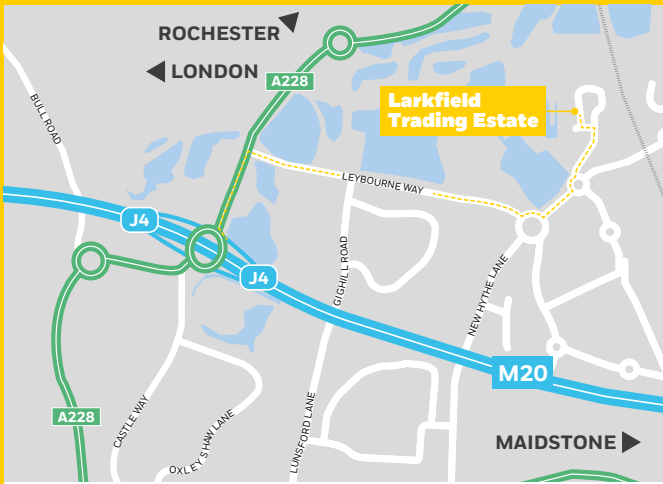 ROCHESTER
LONDON
A228
BULL ROAD
Larkfield
Trading Estate
LEYBOURNE WAY
J4
J4
GIGHILL ROAD
NEW HYTHE LANE
M20
A228
CASTLE WAY
OXLEY SHAW LANE
LUNSFORD LANE
MAIDSTONE